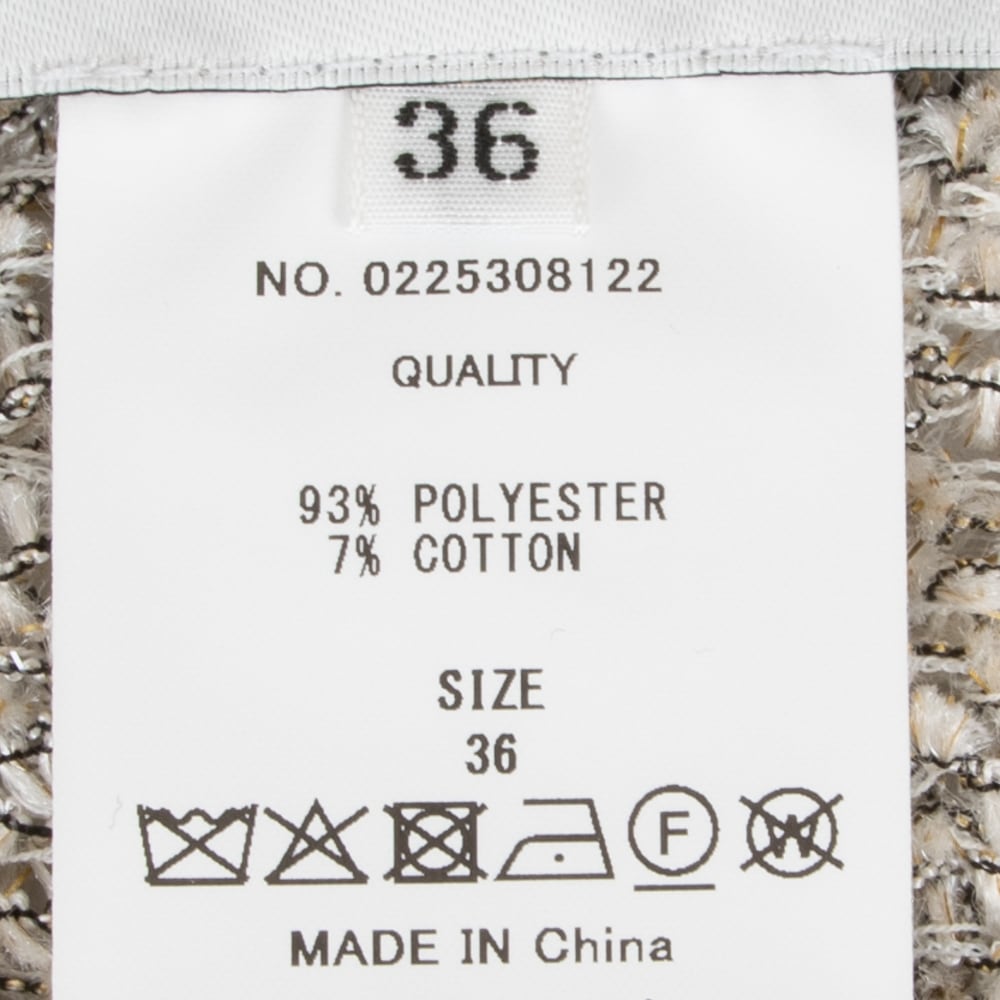 36
NO. 0225308122
QUALITY
93% POLYESTER
7% COTTON
SIZE
36
F W
MADE IN China